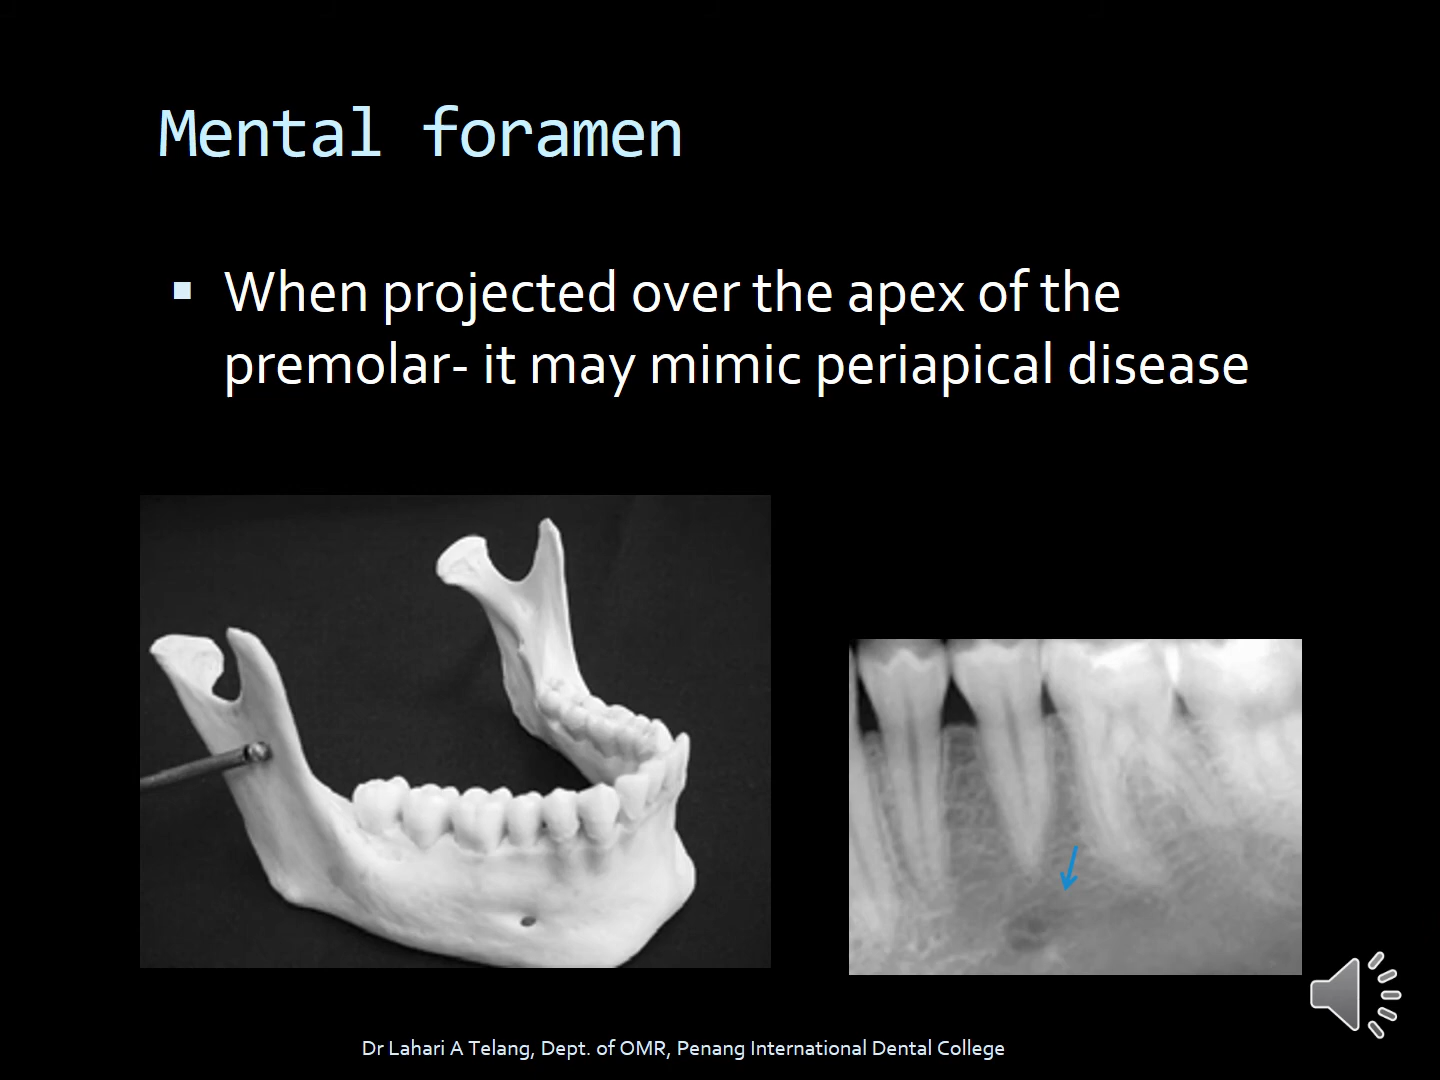 Mental foramen
▪ When projected over the apex of the
premolar- it may mimic periapical disease
Dr Lahari A Telang, Dept. of OMR, Penang International Dental College